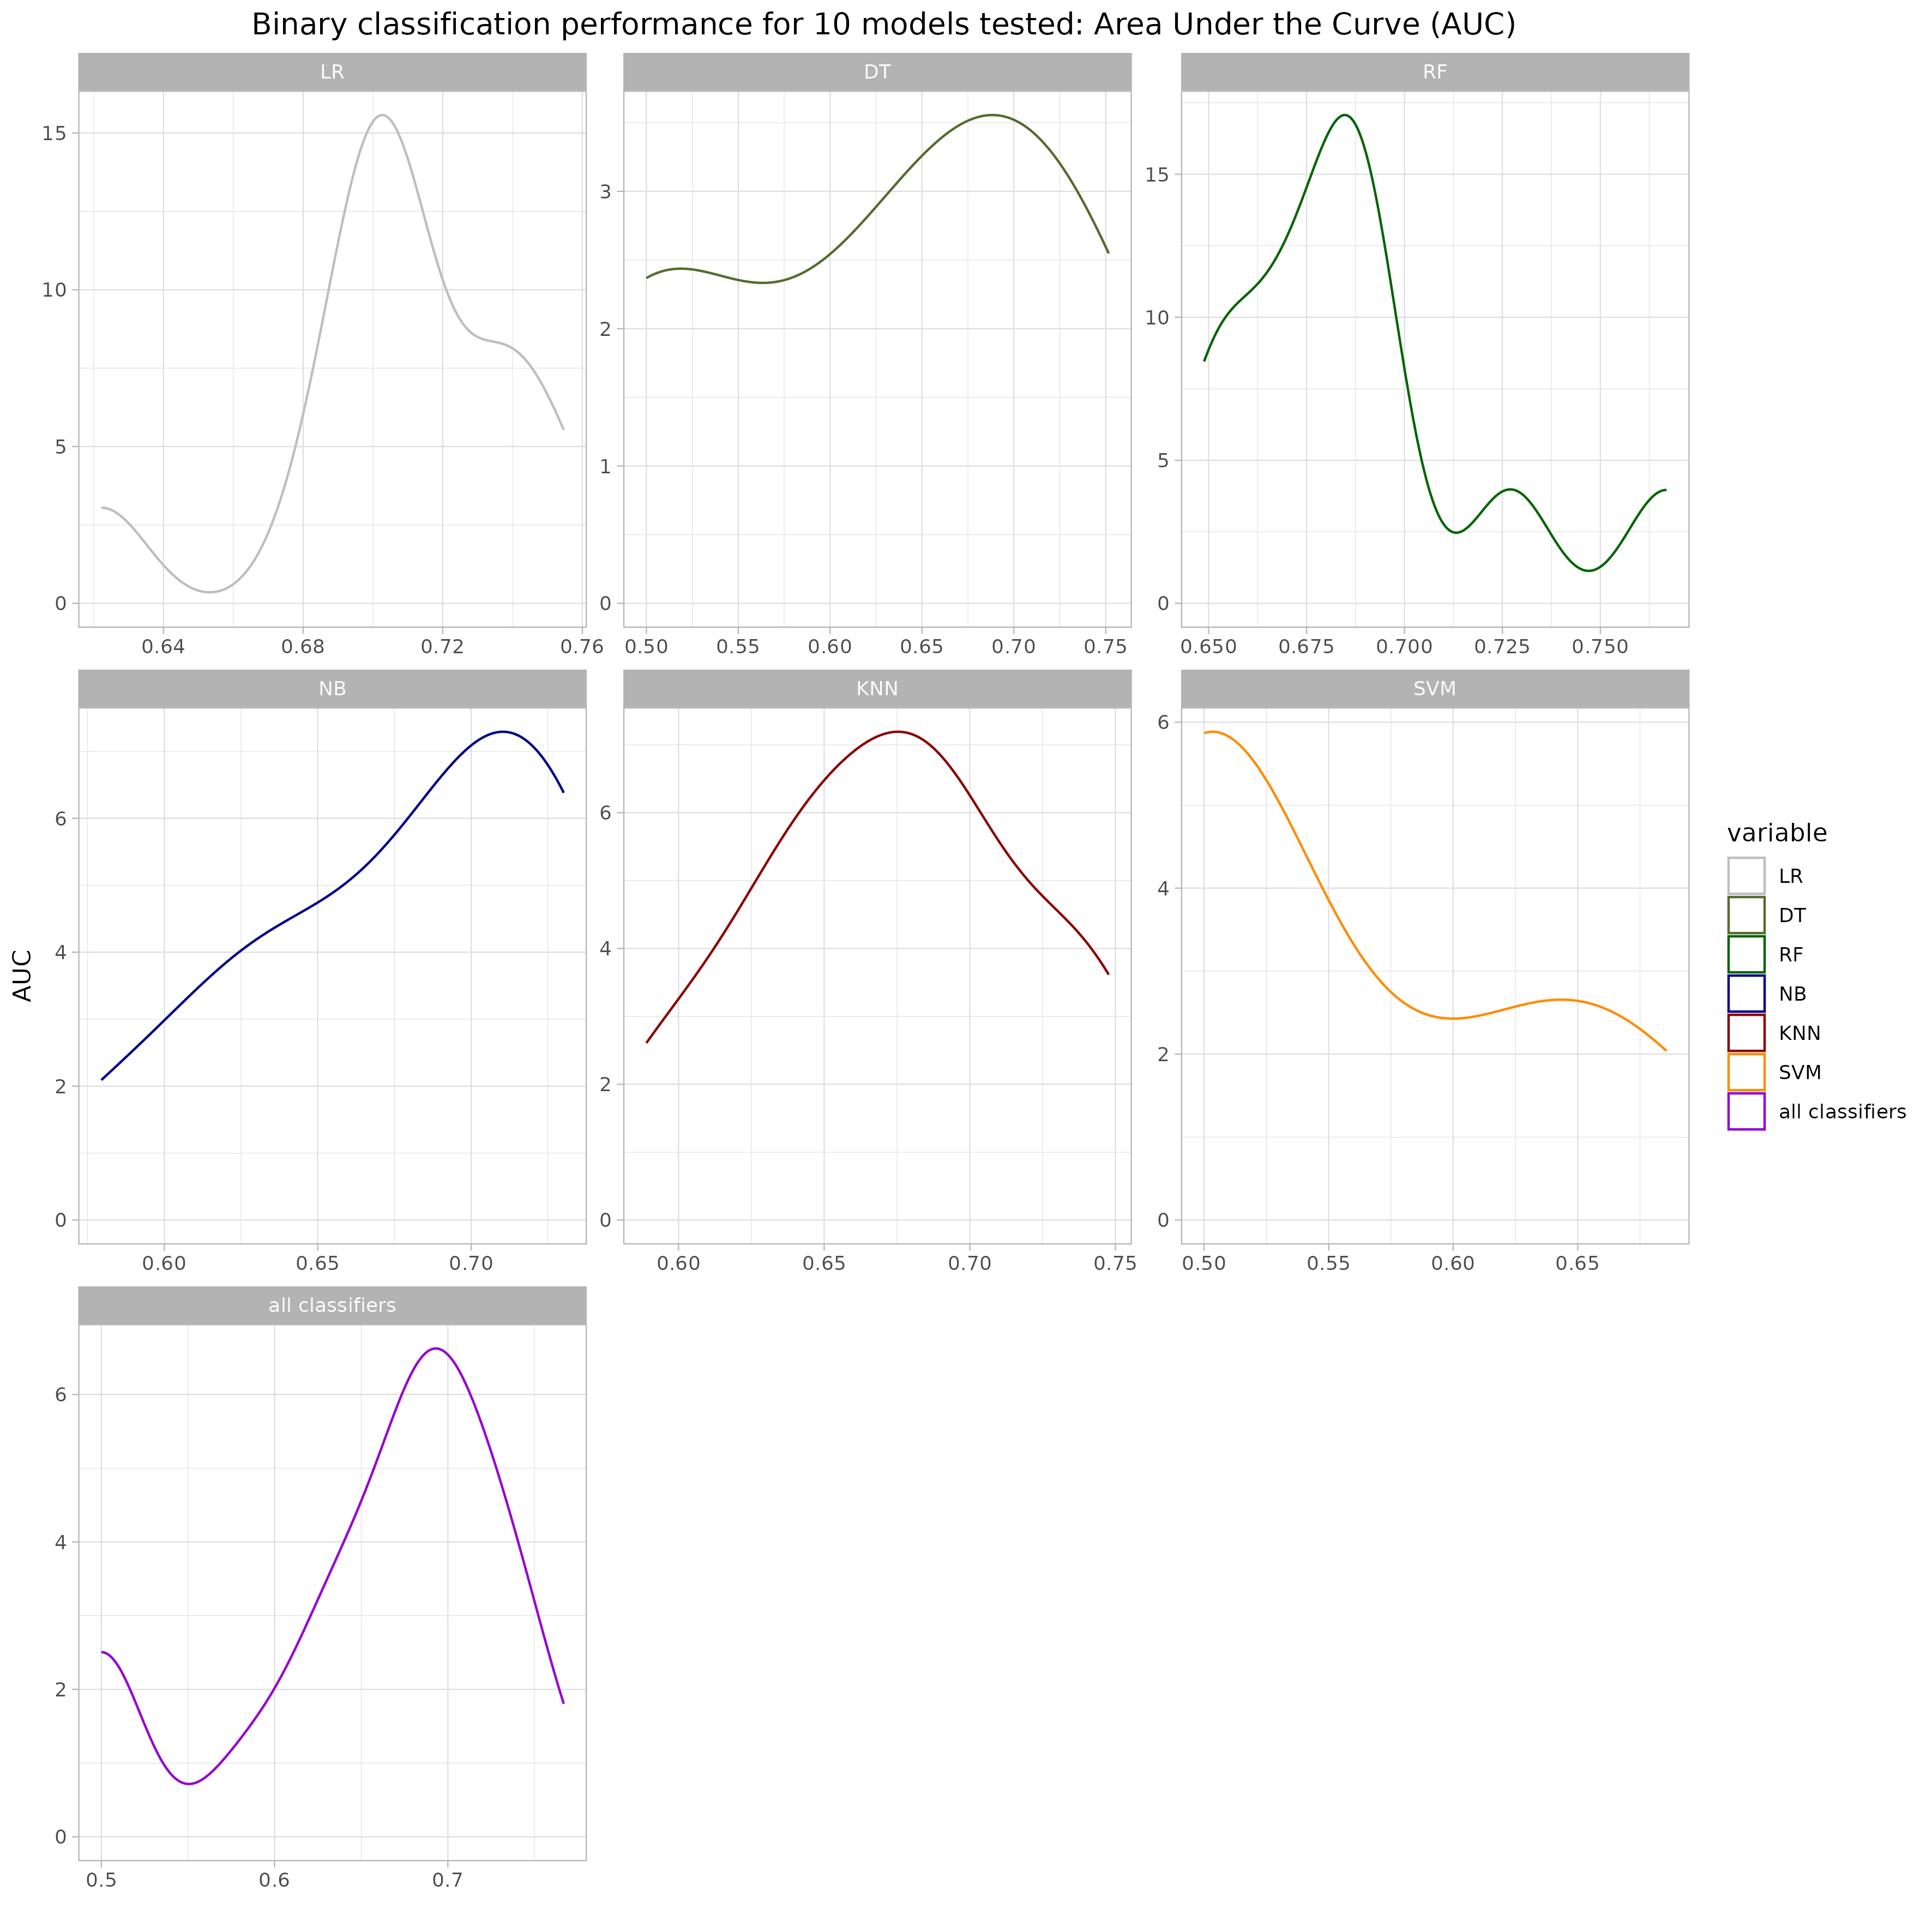 Binary classification performance for 10 models tested: Area Under the Curve (AUC)
LR
DT
RF
15
10
5
0
0.64 0.68 0.72 0.76
3
2
1
0
0.50 0.55 0.60 0.65 0.70 0.75
15
10
5
0
0.650 0.675 0.700 0.725 0.750
NB
KNN
SVM
6
4
2
0
0.60 0.65 0.70
6
4
2
0
0.60 0.65 0.70 0.75
6
4
2
0
0.50 0.55 0.60 0.65
all classifiers
6
4
2
0
0.5 0.6 0.7
AUC
variable
LR
DT
RF
NB
KNN
SVM
all classifiers